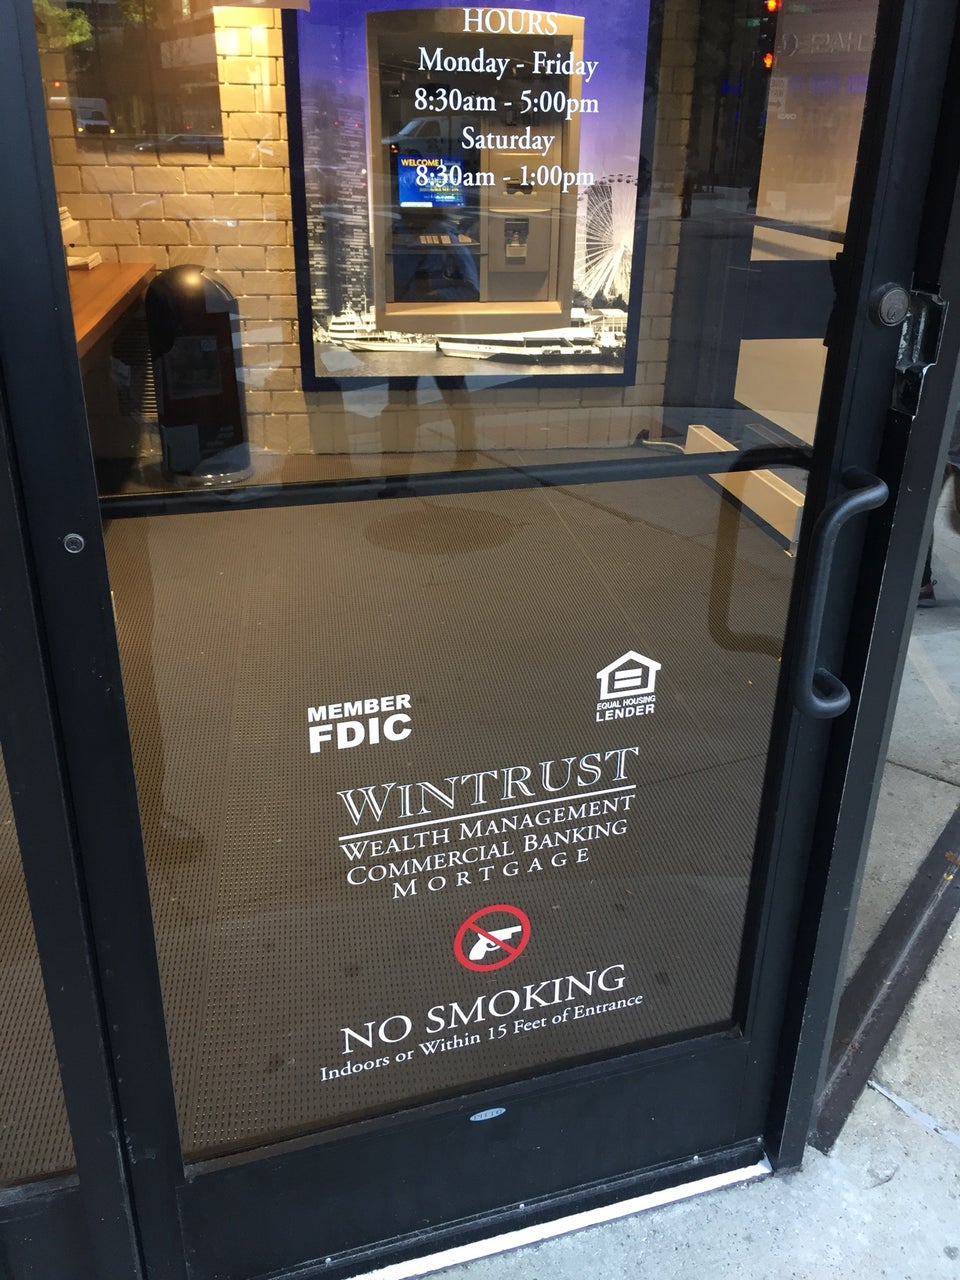 HOURS
Monday - Friday
8:30am - 5:00pm
Saturday
8:30am - 1:00pm
WELCOME
MEMBER
FDIC
EQUAL HOUSING
LENDER
WINTRUST
WEALTH MANAGEMENT
COMMERCIAL BANKING
MORTGAGE
NO SMOKING
Indoors or Within 15 Feet of Entrance